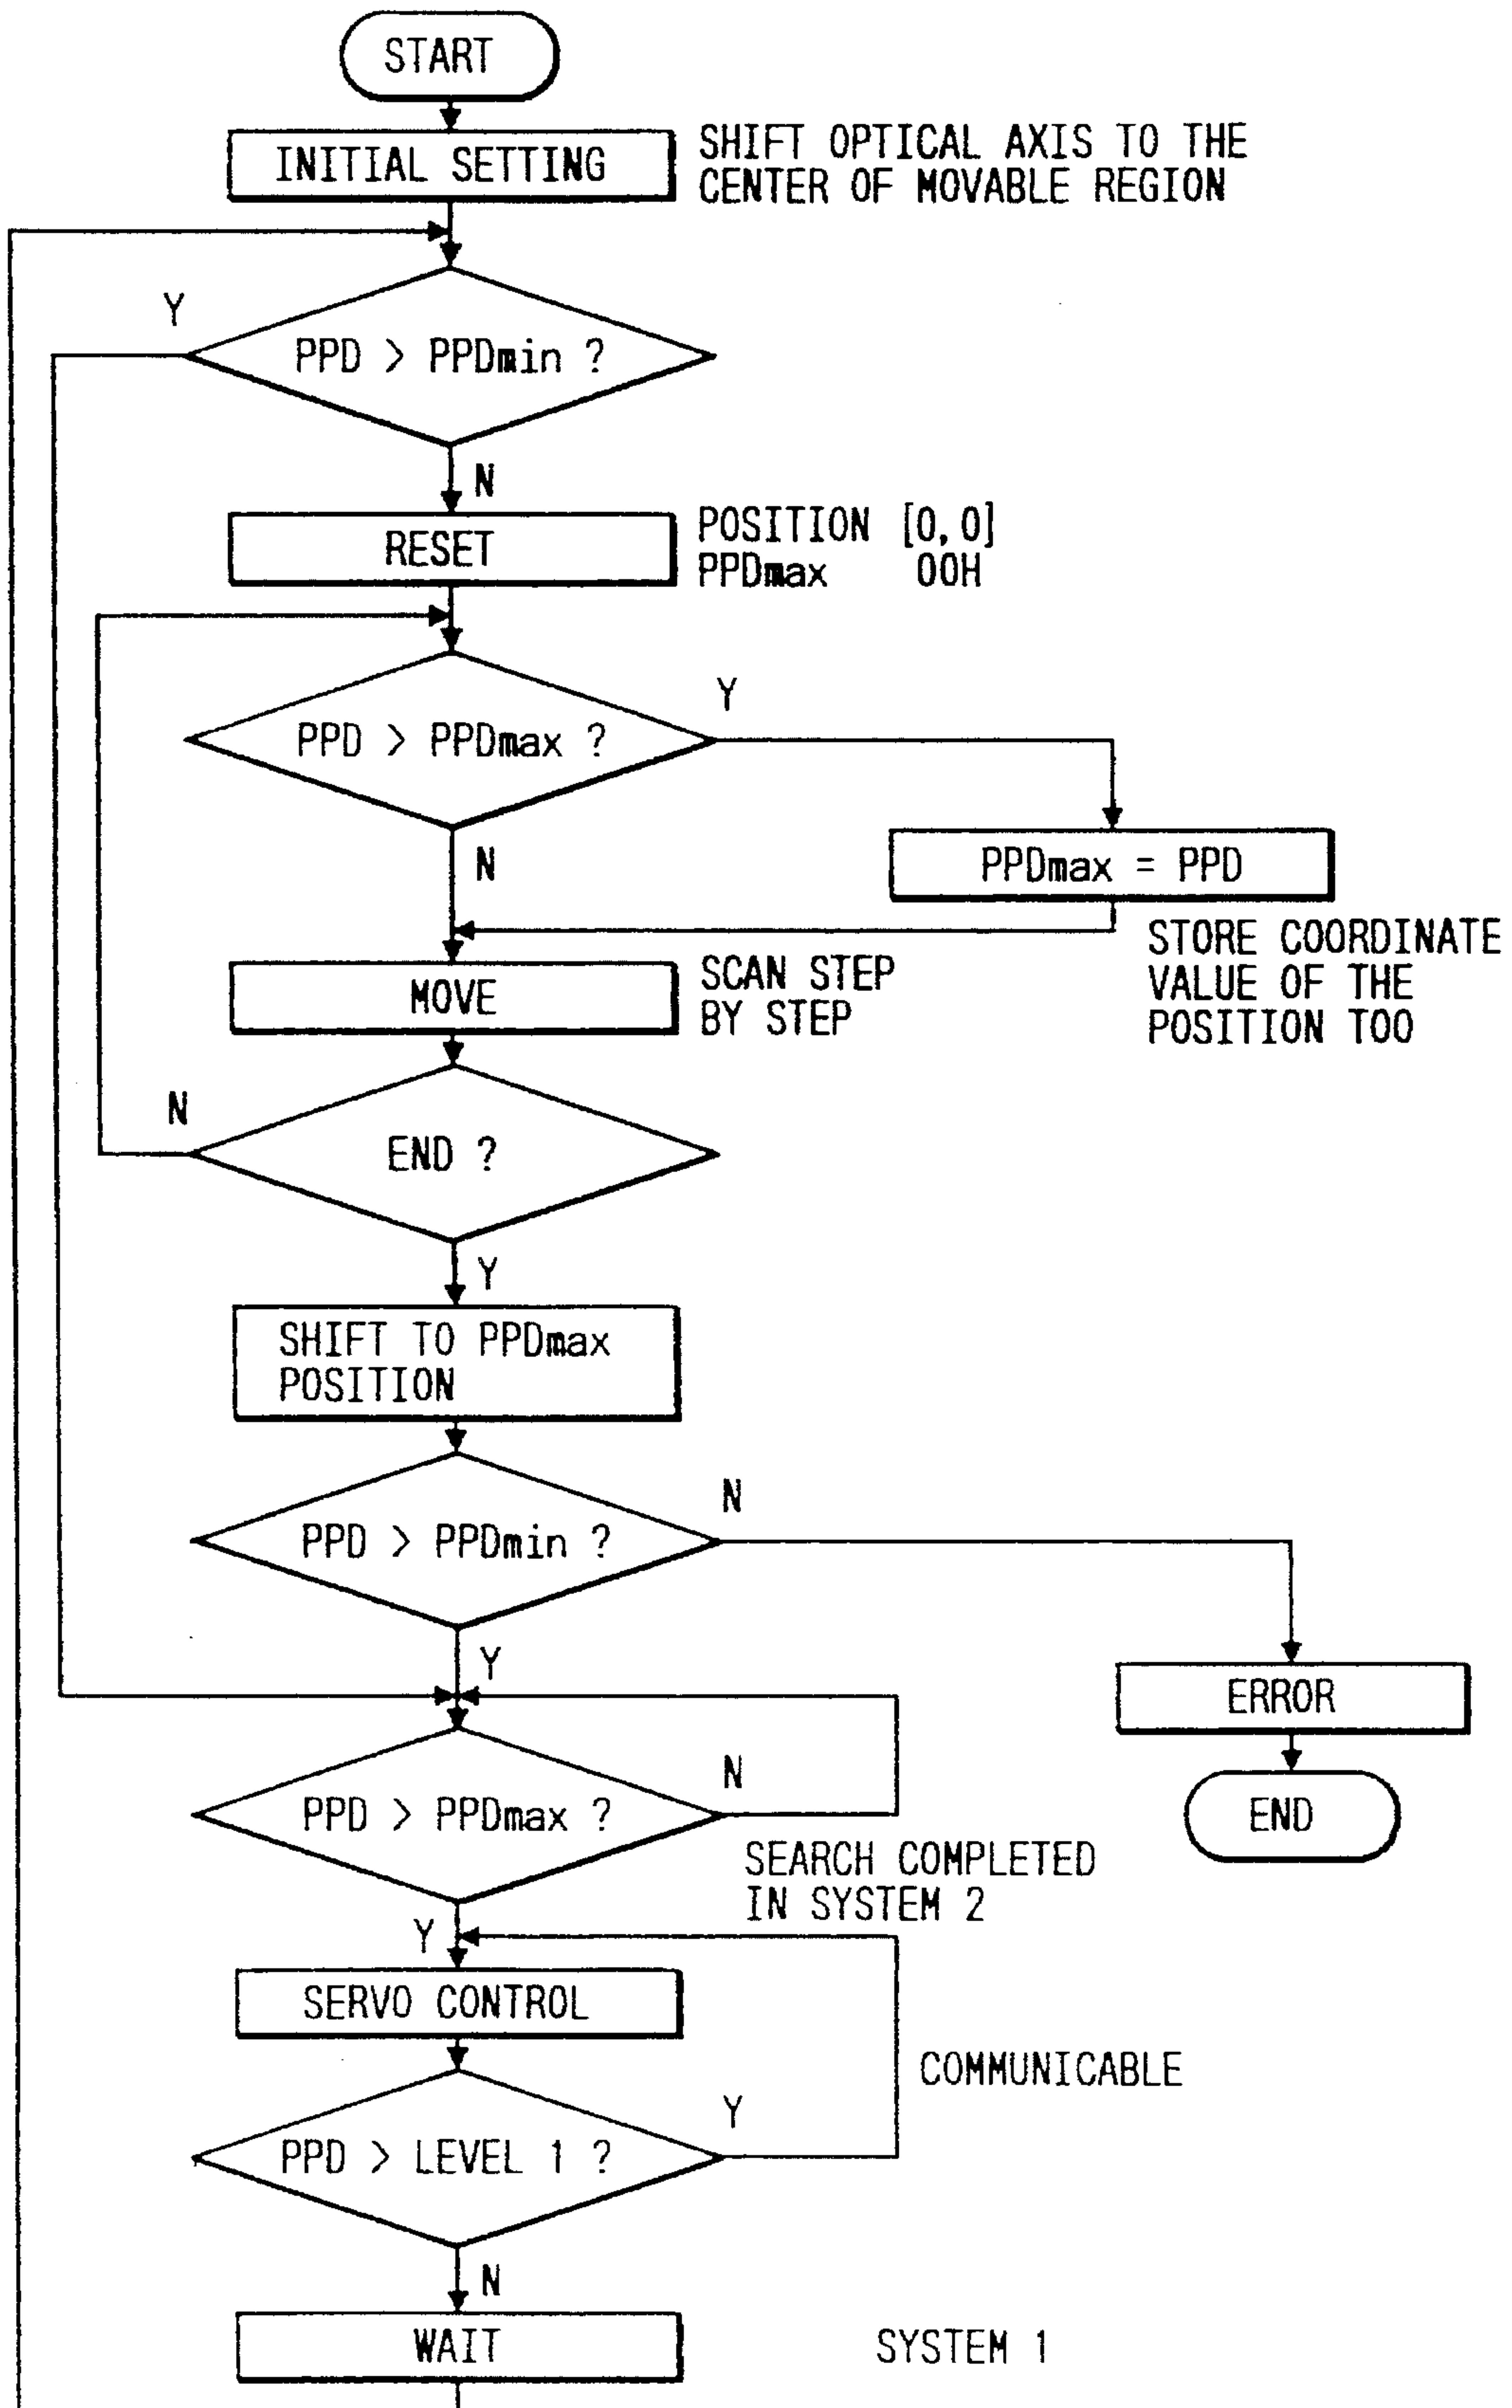 START
INITIAL SETTING
SHIFT OPTICAL AXIS TO THE
CENTER OF MOVABLE REGION
Y
PPD > PPDmin ?
N
RESET
POSITION [0,0]
PPDmax 00H
PPD > PPDmax ?
Y
N
PPDmax = PPD
STORE COORDINATE
VALUE OF THE
POSITION TOO
MOVE
SCAN STEP
BY STEP
N
END ?
Y
SHIFT TO PPDmax
POSITION
PPD > PPDmin ?
N
Y
ERROR
END
PPD > PPDmax ?
N
SEARCH COMPLETED
IN SYSTEM 2
Y
SERVO CONTROL
COMMUNICABLE
PPD > LEVEL 1 ?
Y
N
WAIT
SYSTEM 1